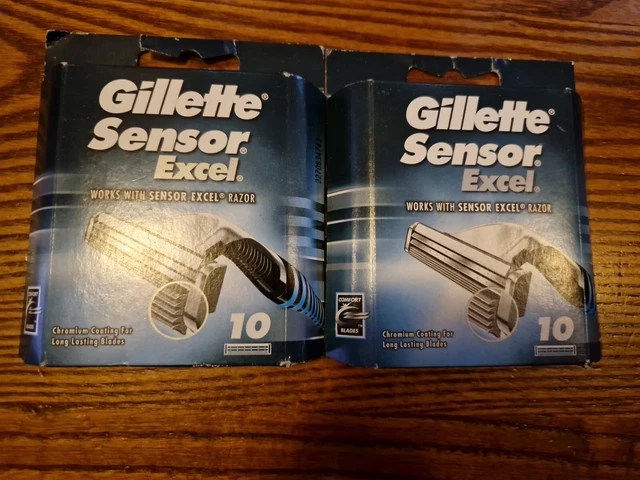 Gillette®
Sensor®
Excel®
WORKS WITH SENSOR EXCEL® RAZOR
Chromium Coating For
Long Lasting Blades
10
Gillette®
Sensor®
Excel®
WORKS WITH SENSOR EXCEL® RAZOR
COMFORT
BLADES
Chromium Coating For
Long Lasting Blades
10